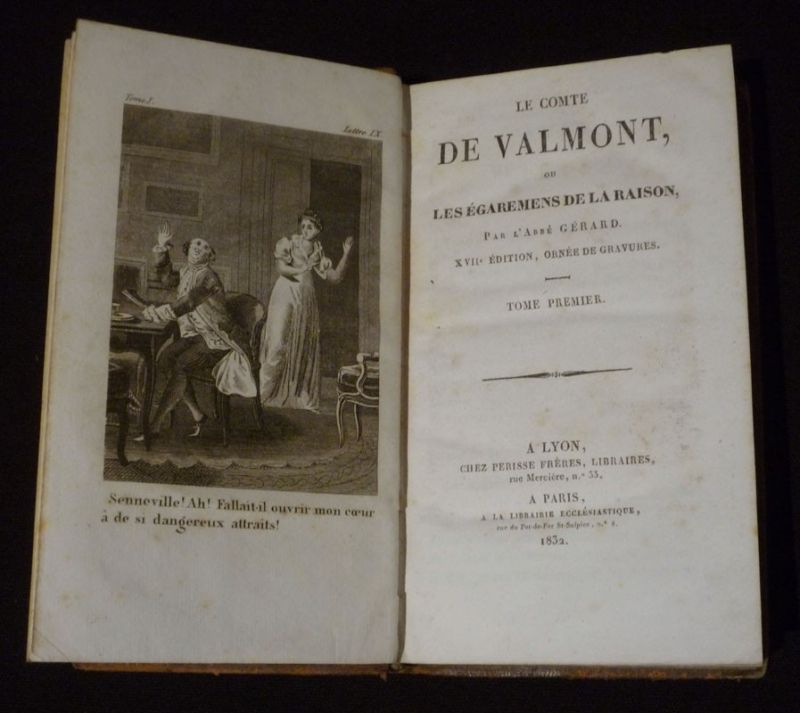 Tome I.
Lettre IX.
Senneville! Ah! Fallait-il ouvrir mon cœur
à de si dangereux attraits!
LE COMTE
DE VALMONT,
OU
LES ÉGAREMENS DE LA RAISON,
PAR L'ABBÉ GÉRARD.
XVIIe ÉDITION, ORNÉE DE GRAVURES.
TOME PREMIER.
A LYON,
CHEZ PERISSE FRÈRES, LIBRAIRES,
rue Mercière, n.° 33.
A PARIS,
A LA LIBRAIRIE ECCLÉSIASTIQUE,
rue du Pot-de-Fer St-Sulpice, n.°
1832.